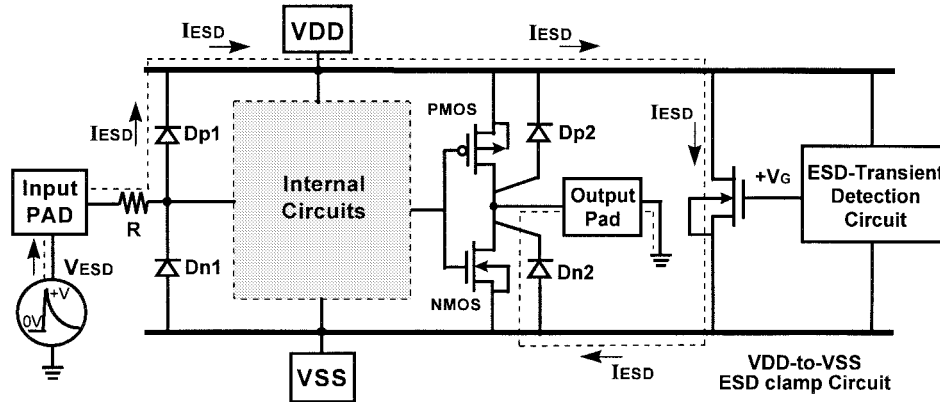 IESD
VDD
IESD
PMOS
IESD
Dp1
Dp2
IESD
Input
PAD
R
Internal
Circuits
Output
Pad
+VG
ESD-Transient
Detection
Circuit
VESD
Dn1
Dn2
NMOS
+V
0V
VSS
IESD
VDD-to-VSS
ESD clamp Circuit